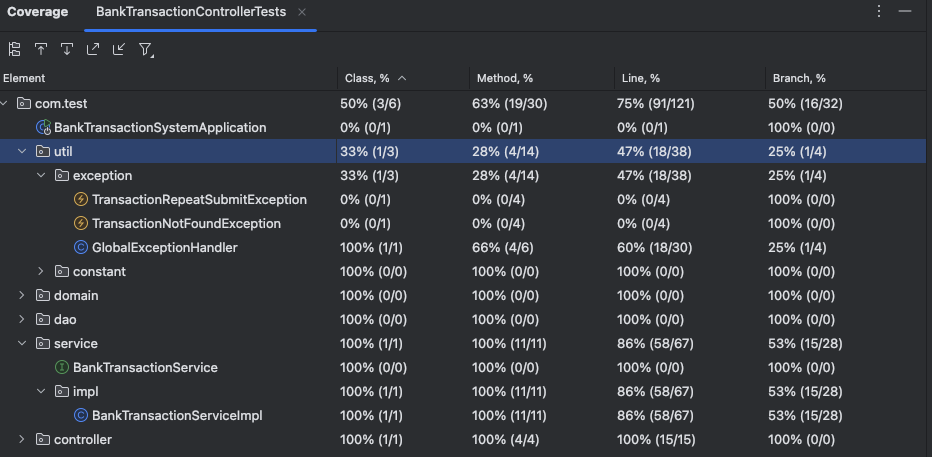 Coverage BankTransactionControllerTests
Element Class, % Method, % Line, % Branch, %
com.test 50% (3/6) 63% (19/30) 75% (91/121) 50% (16/32)
BankTransactionSystemApplication 0% (0/1) 0% (0/1) 0% (0/1) 100% (0/0)
util 33% (1/3) 28% (4/14) 47% (18/38) 25% (1/4)
exception 33% (1/3) 28% (4/14) 47% (18/38) 25% (1/4)
TransactionRepeatSubmitException 0% (0/1) 0% (0/4) 0% (0/4) 100% (0/0)
TransactionNotFoundException 0% (0/1) 0% (0/4) 0% (0/4) 100% (0/0)
GlobalExceptionHandler 100% (1/1) 66% (4/6) 60% (18/30) 25% (1/4)
constant 100% (0/0) 100% (0/0) 100% (0/0) 100% (0/0)
domain 100% (0/0) 100% (0/0) 100% (0/0) 100% (0/0)
dao 100% (0/0) 100% (0/0) 100% (0/0) 100% (0/0)
service 100% (1/1) 100% (11/11) 86% (58/67) 53% (15/28)
BankTransactionService 100% (0/0) 100% (0/0) 100% (0/0) 100% (0/0)
impl 100% (1/1) 100% (11/11) 86% (58/67) 53% (15/28)
BankTransactionServiceImpl 100% (1/1) 100% (11/11) 86% (58/67) 53% (15/28)
controller 100% (1/1) 100% (4/4) 100% (15/15) 100% (0/0)